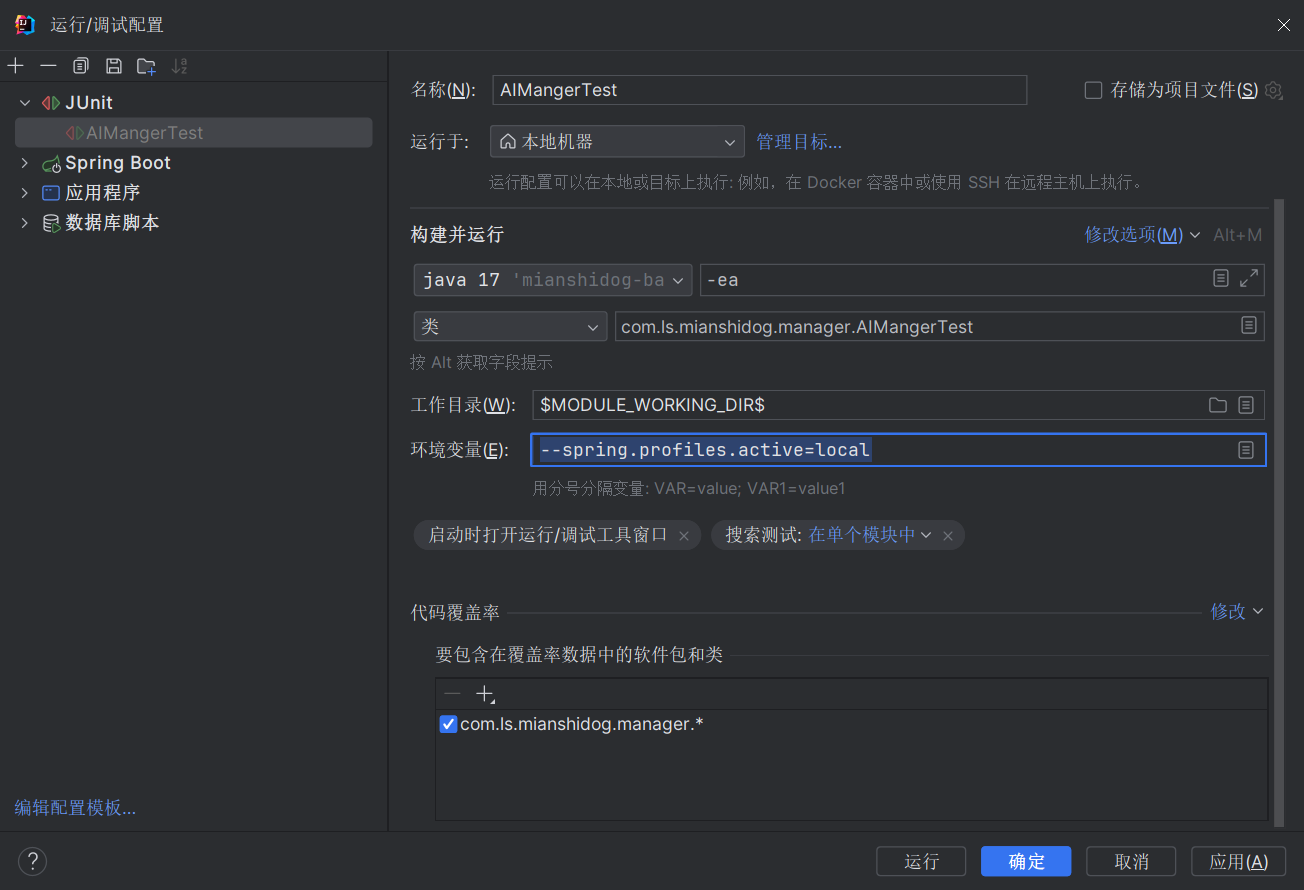 运行/调试配置
JUnit
AIMangerTest
Spring Boot
应用程序
数据库脚本
编辑配置模板...
名称(N): AIMangerTest 存储为项目文件(S)
运行于: 本地机器 管理目标...
运行配置可以在本地或目标上执行: 例如，在 Docker 容器中或使用 SSH 在远程主机上执行。
构建并运行 修改选项(M) Alt+M
java 17 'mianshidog-ba -ea
类 com.ls.mianshidog.manager.AIMangerTest
按 Alt 获取字段提示
工作目录(W): $MODULE_WORKING_DIR$
环境变量(E): --spring.profiles.active=local
用分号分隔变量: VAR=value; VAR1=value1
启动时打开运行/调试工具窗口 × 搜索测试: 在单个模块中 ×
代码覆盖率 修改
要包含在覆盖率数据中的软件包和类
com.ls.mianshidog.manager.*
? 运行 确定 取消 应用(A)